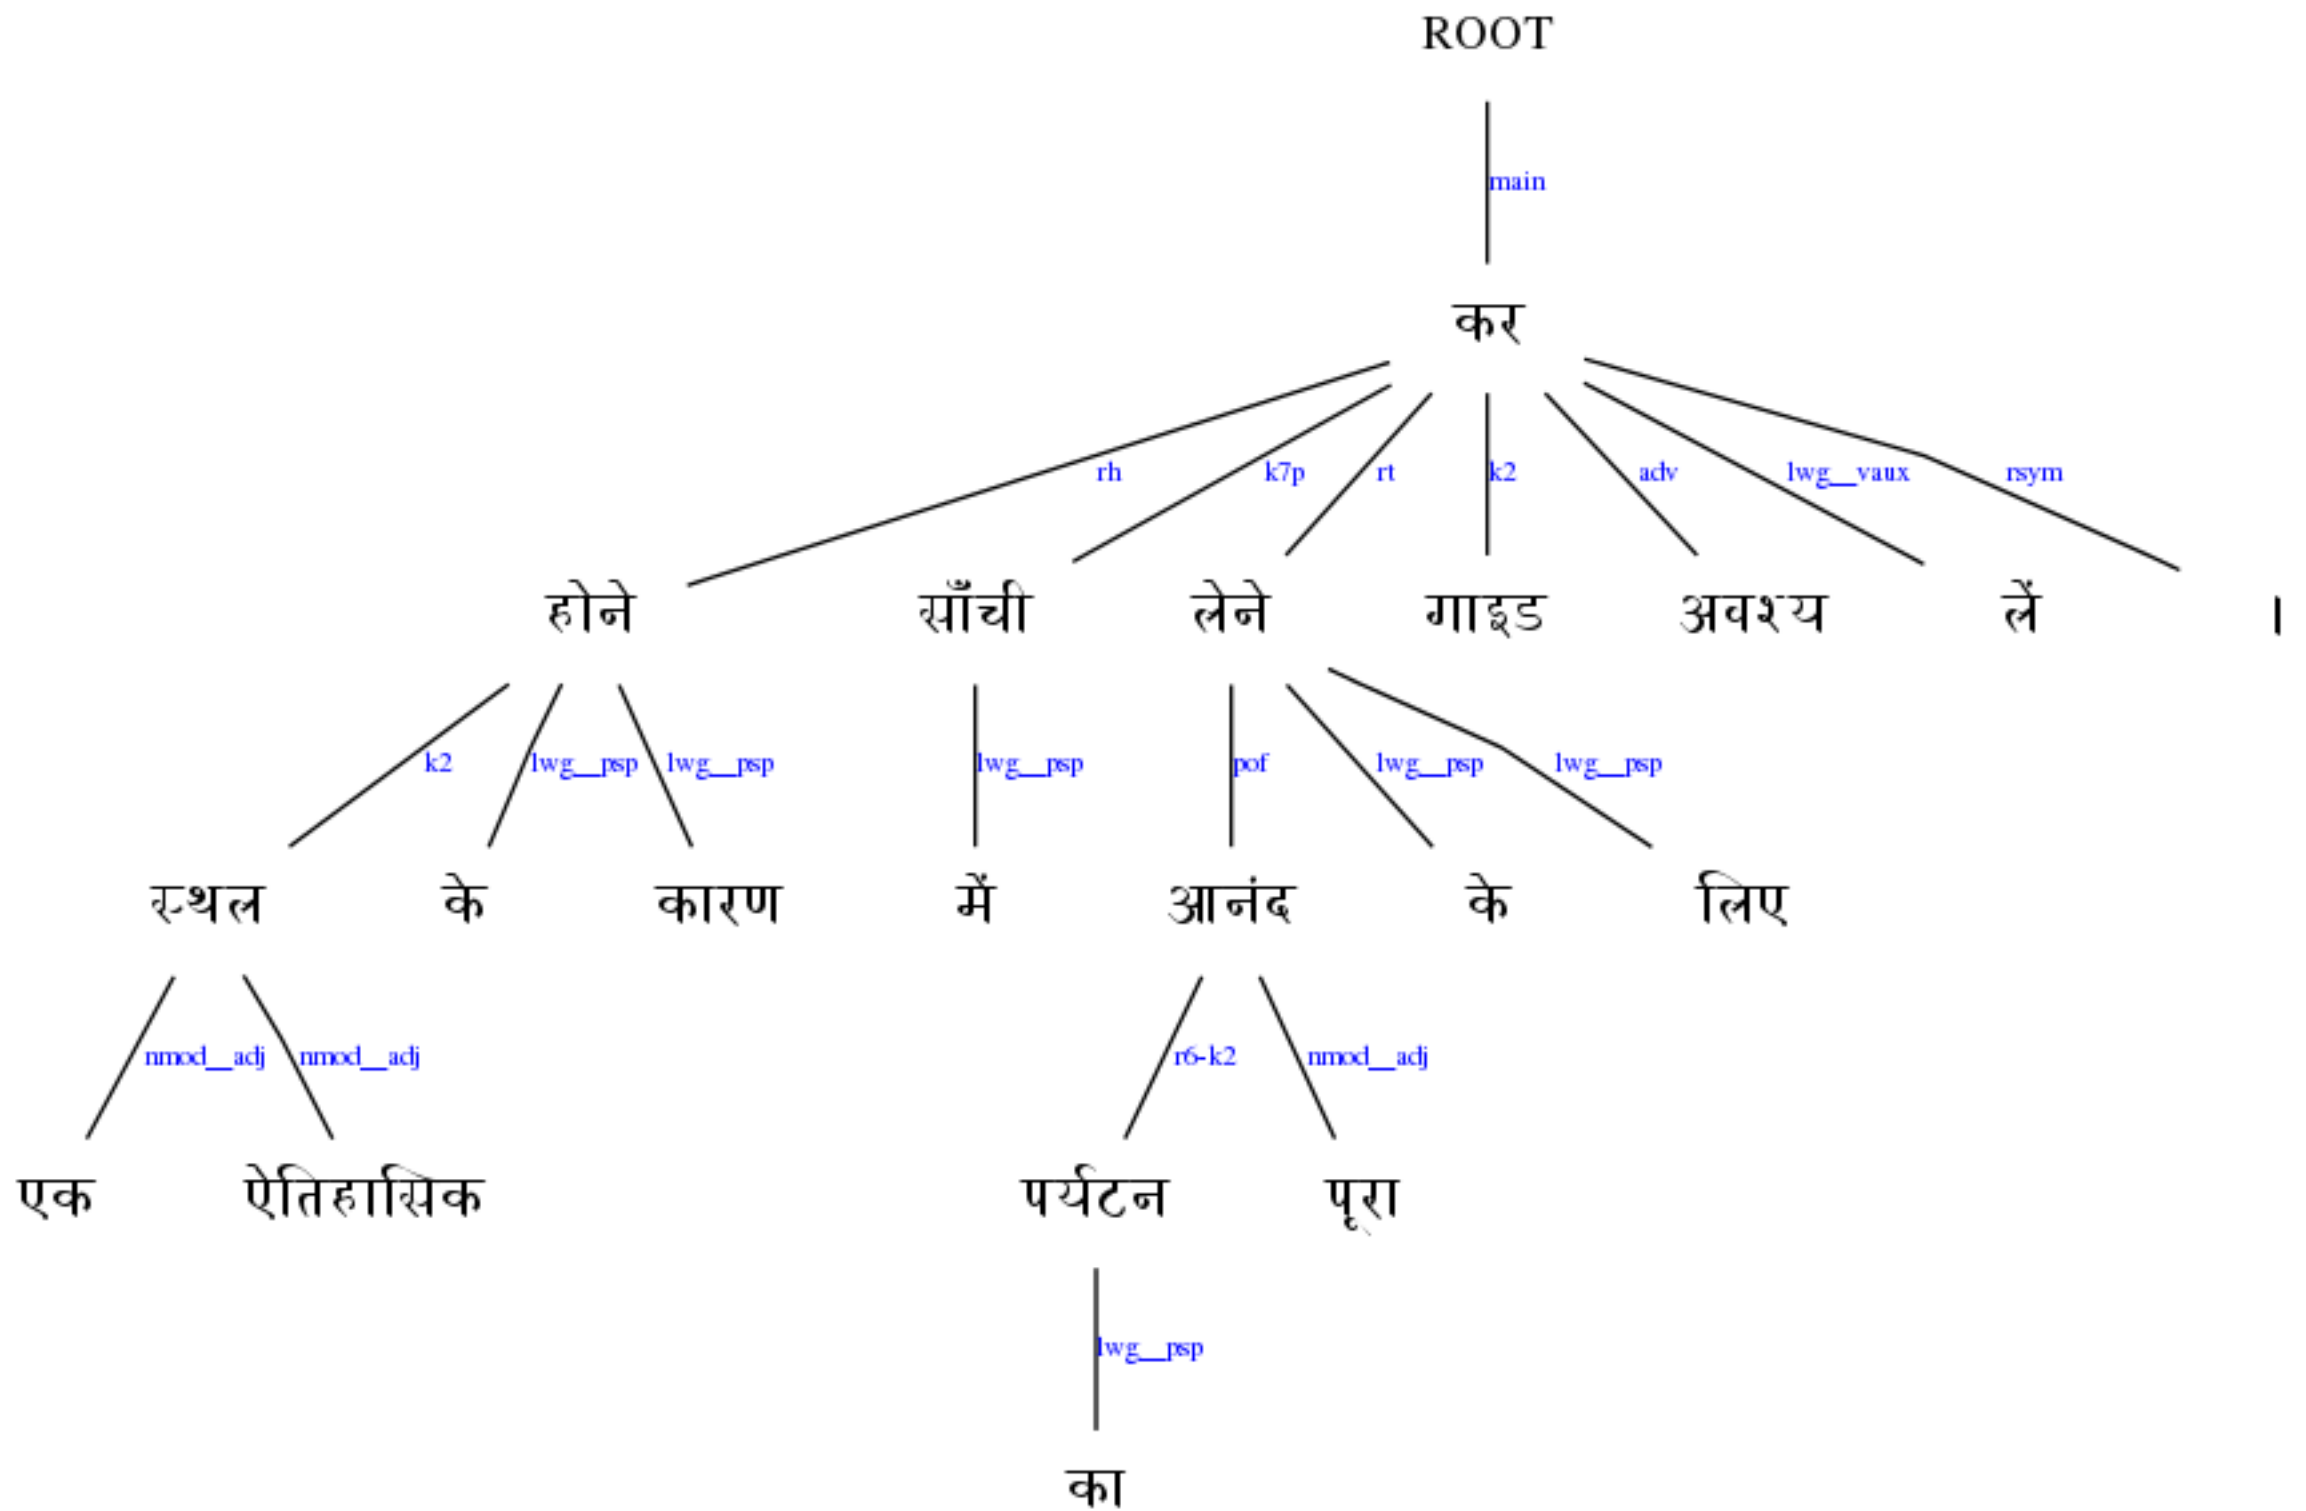 ROOT
main
कर
rh k7p rt k2 adv lwg__vaux rsym
होने साँची लेने गाइड अवश्य लें ।
k2 lwg__psp lwg__psp lwg__psp pof lwg__psp lwg__psp
स्थल के कारण में आनंद के लिए
nmod__adj nmod__adj r6-k2 nmod__adj
एक ऐतिहासिक पर्यटन पूरा
lwg__psp
का